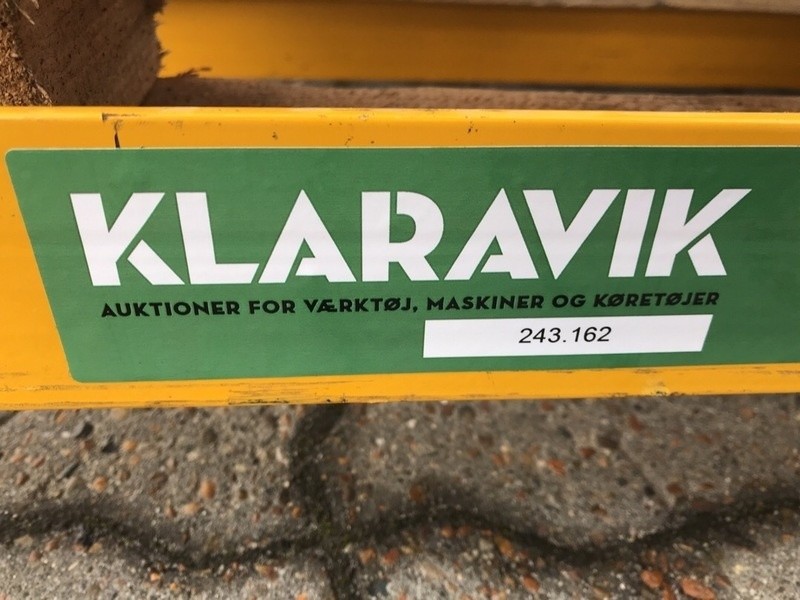 KLARAVIK
AUKTIONER FOR VÆRKTØJ, MASKINER OG KØRETØJER
243.162